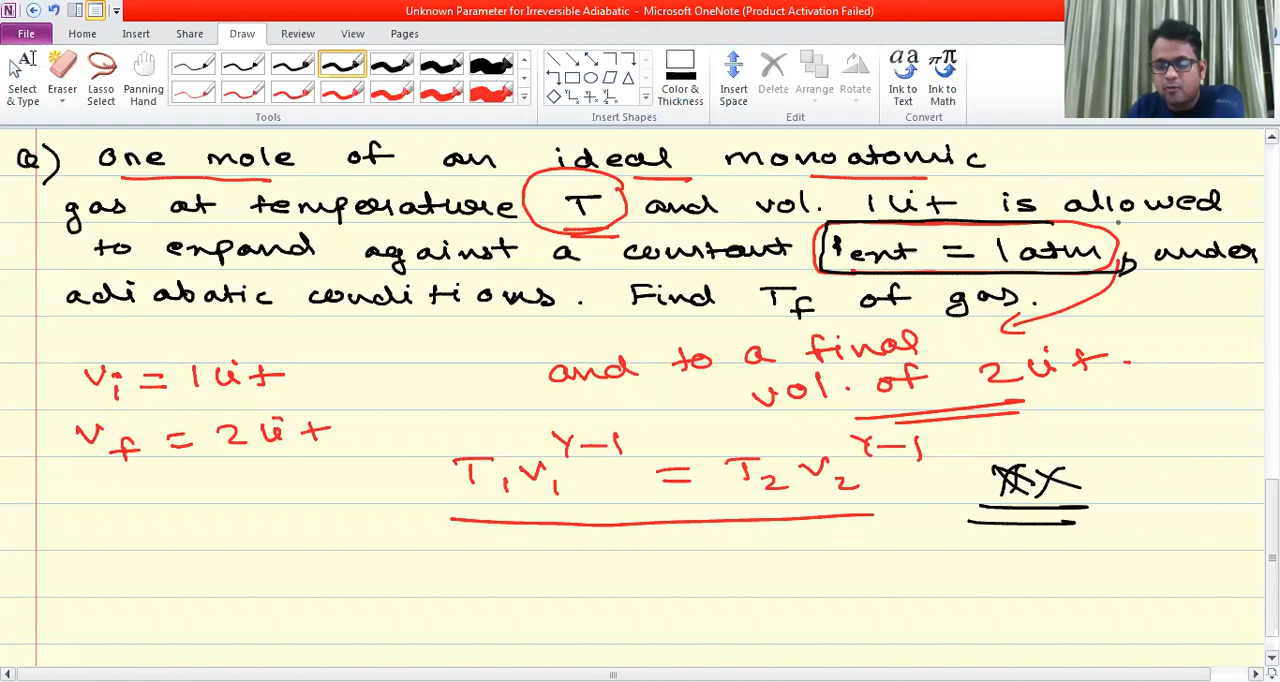 Unknown Parameter for Irreversible Adiabatic - Microsoft OneNote (Product Activation Failed)
File Home Insert Share Draw Review View Pages
Select & Type Eraser Lasso Select Panning Hand Color & Thickness Insert Space Delete Arrange Rotate Ink to Text Ink to Math
Tools Insert Shapes Edit Convert
Q) One mole of an ideal monoatomic
gas at temperature T and vol. 1 lit is allowed
to expand against a constant Pext = 1 atm, under
adiabatic conditions. Find Tf of gas.
and to a final
vol. of 2 lit.
Vi = 1 lit
Vf = 2 lit
T₁V₁^γ-1 = T₂V₂^γ-1